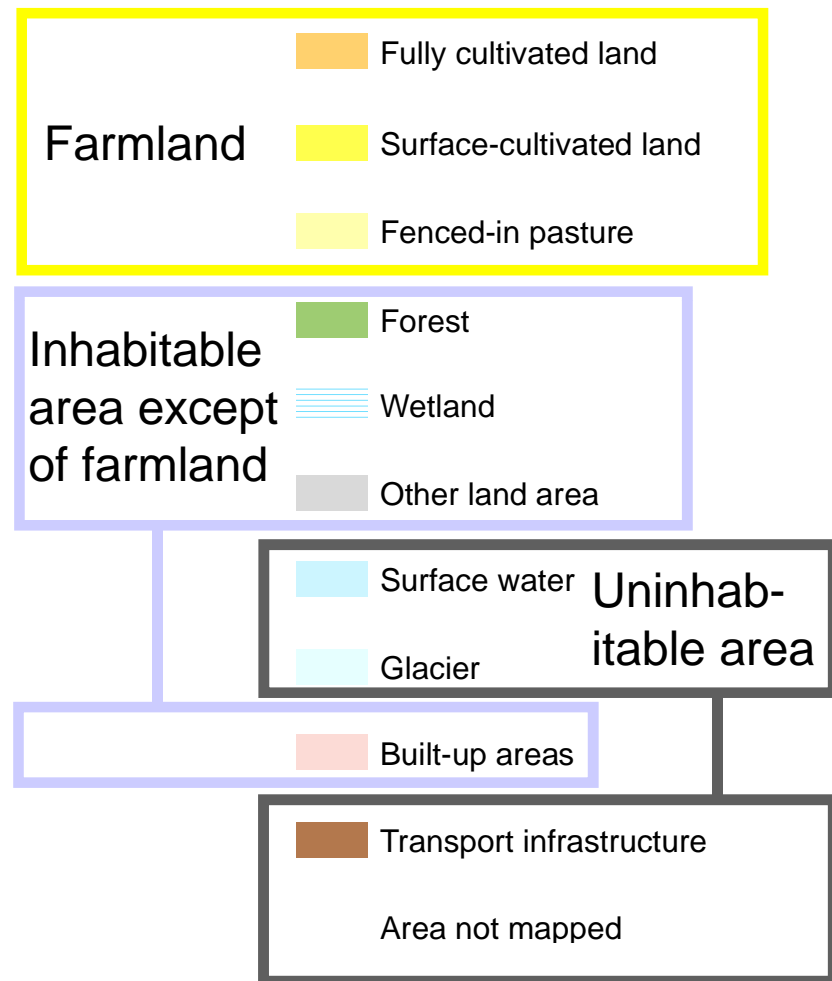 Fully cultivated land
Farmland
Surface-cultivated land
Fenced-in pasture
Forest
Inhabitable
area except
of farmland
Wetland
Other land area
Surface water
Uninhab-
itable area
Glacier
Built-up areas
Transport infrastructure
Area not mapped